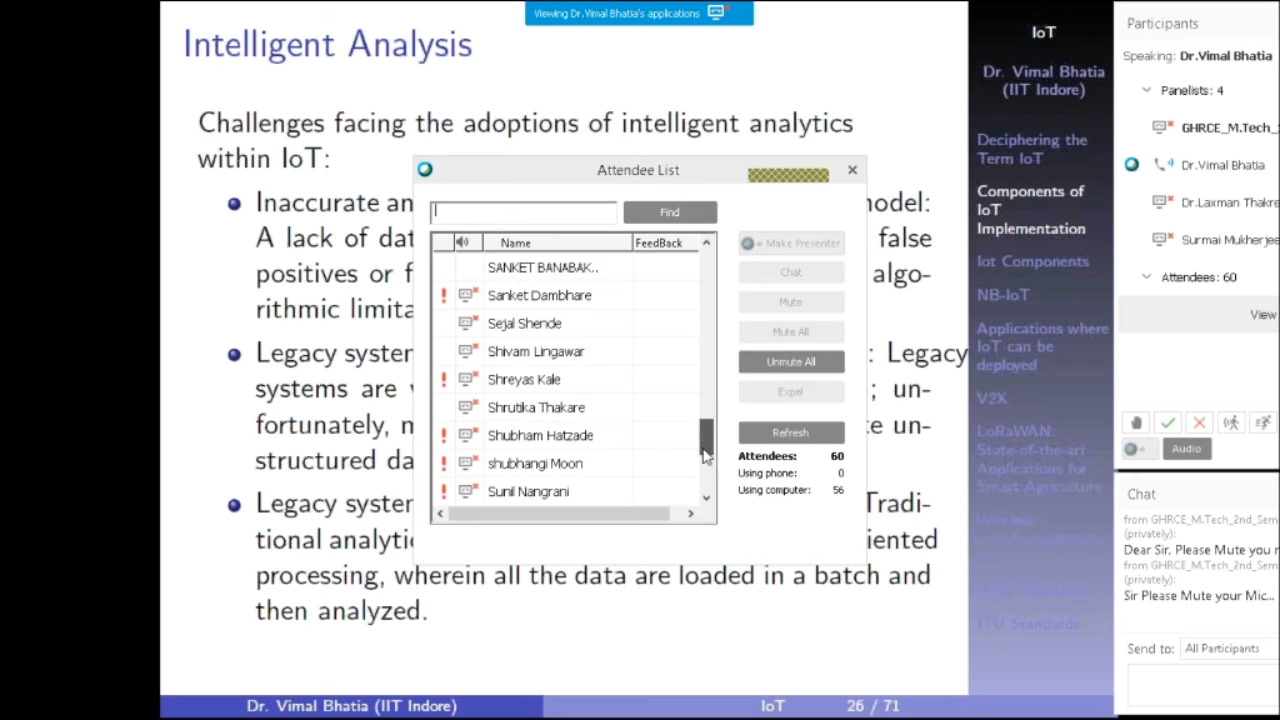 Viewing Dr.Vimal Bhatia's applications
Intelligent Analysis
Challenges facing the adoptions of intelligent analytics
within IoT:
Inaccurate an
nodel:
A lack of dat
false
positives or f
algo-
rithmic limita
Legacy system
: Legacy
systems are
; un-
fortunately,
te un-
structured da
Legacy system
Tradi-
tional analytic
iented
processing, wherein all the data are loaded in a batch and
then analyzed.
Dr. Vimal Bhatia (IIT Indore)
IoT
26 / 71
Attendee List
Find
Name
FeedBack
SANKET BANABAK..
Sanket Dambhare
Sejal Shende
Shivam Lingawar
Shreyas Kale
Shrutika Thakare
Shubham Hatzade
shubhangi Moon
Sunil Nangrani
Make Presenter
Chat
Mute
Mute All
Unmute All
Expel
Refresh
Attendees: 60
Using phone: 0
Using computer: 56
IoT
Dr. Vimal Bhatia
(IIT Indore)
Deciphering the
Term IoT
Components of
IoT
Implementation
Iot Components
NB-IoT
Applications where
IoT can be
deployed
V2X
LoRaWAN:
State-of-the-art
Applications for
Smart Agriculture
Standards
Participants
Speaking: Dr.Vimal Bhatia
Panelists: 4
GHRCE_M.Tech_
Dr.Vimal Bhatia
Dr.Laxman Thakre
Surmai Mukherjee
Attendees: 60
View
Audio
Chat
from GHRCE_M.Tech_2nd_Sem
(privately):
Dear Sir, Please Mute you
from GHRCE_M.Tech_2nd_Sem
(privately):
Sir Please Mute your Mic...
Send to: All Participants